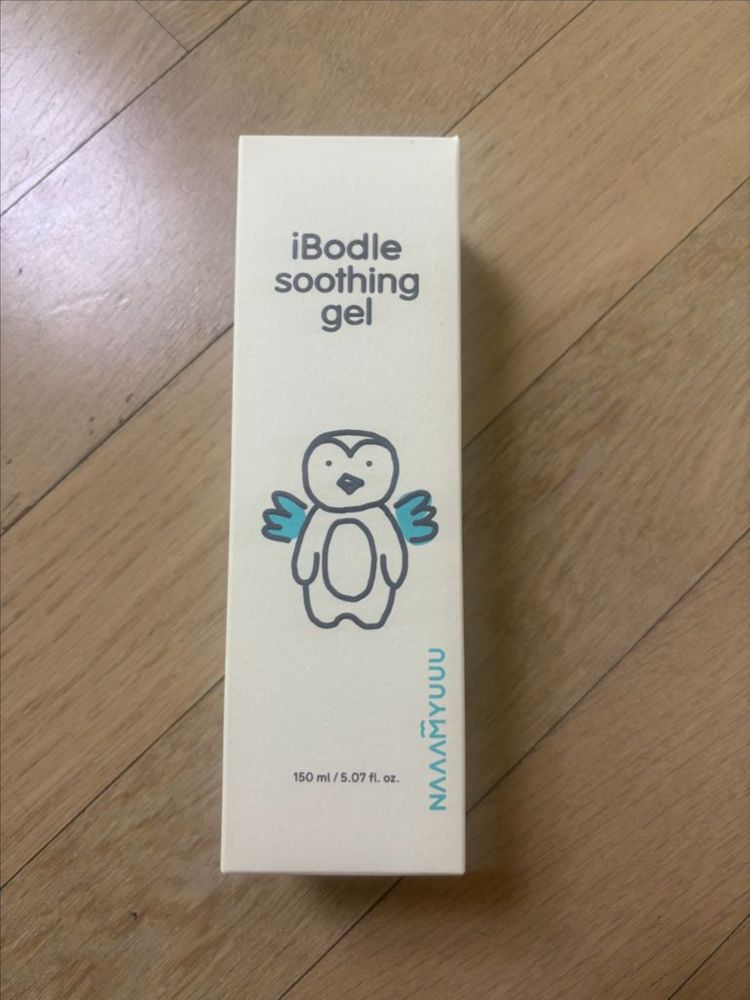 iBodle
soothing
gel
NAAAMYUUU
150 ml / 5.07 fl. oz.